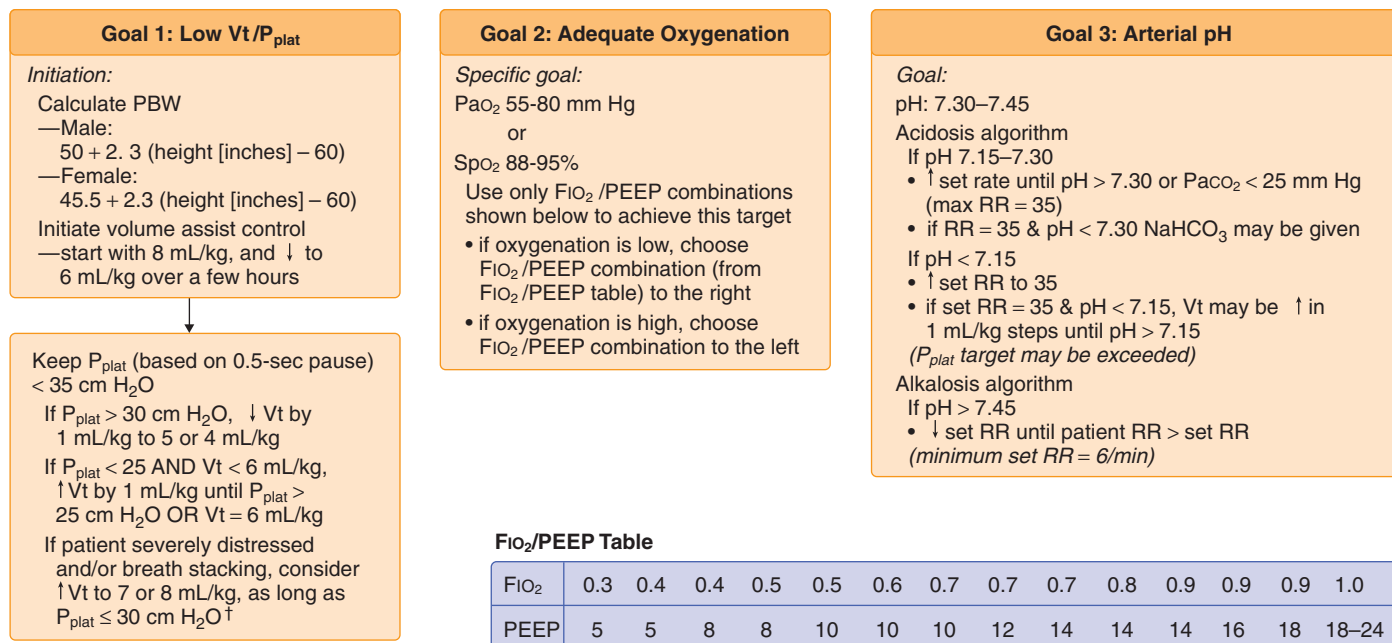 Goal 1: Low Vt/Pplat
Initiation:
Calculate PBW
—Male:
50 + 2. 3 (height [inches] – 60)
—Female:
45.5 + 2.3 (height [inches] – 60)
Initiate volume assist control
—start with 8 mL/kg, and ↓ to
6 mL/kg over a few hours
Keep Pplat (based on 0.5-sec pause)
< 35 cm H2O
If Pplat > 30 cm H2O, ↓ Vt by
1 mL/kg to 5 or 4 mL/kg
If Pplat < 25 AND Vt < 6 mL/kg,
↑Vt by 1 mL/kg until Pplat >
25 cm H2O OR Vt = 6 mL/kg
If patient severely distressed
and/or breath stacking, consider
↑Vt to 7 or 8 mL/kg, as long as
Pplat ≤ 30 cm H2O†
Goal 2: Adequate Oxygenation
Specific goal:
PaO2 55-80 mm Hg
or
SpO2 88-95%
Use only FIO2 /PEEP combinations
shown below to achieve this target
• if oxygenation is low, choose
FIO2 /PEEP combination (from
FIO2 /PEEP table) to the right
• if oxygenation is high, choose
FIO2 /PEEP combination to the left
Goal 3: Arterial pH
Goal:
pH: 7.30–7.45
Acidosis algorithm
If pH 7.15–7.30
• ↑set rate until pH > 7.30 or PaCO2 < 25 mm Hg
(max RR = 35)
• if RR = 35 & pH < 7.30 NaHCO3 may be given
If pH < 7.15
• ↑set RR to 35
• if set RR = 35 & pH < 7.15, Vt may be ↑ in
1 mL/kg steps until pH > 7.15
(Pplat target may be exceeded)
Alkalosis algorithm
If pH > 7.45
• ↓ set RR until patient RR > set RR
(minimum set RR = 6/min)
FIO2/PEEP Table
FIO2 0.3 0.4 0.4 0.5 0.5 0.6 0.7 0.7 0.7 0.8 0.9 0.9 0.9 1.0
PEEP 5 5 8 8 10 10 10 12 14 14 14 16 18 18–24